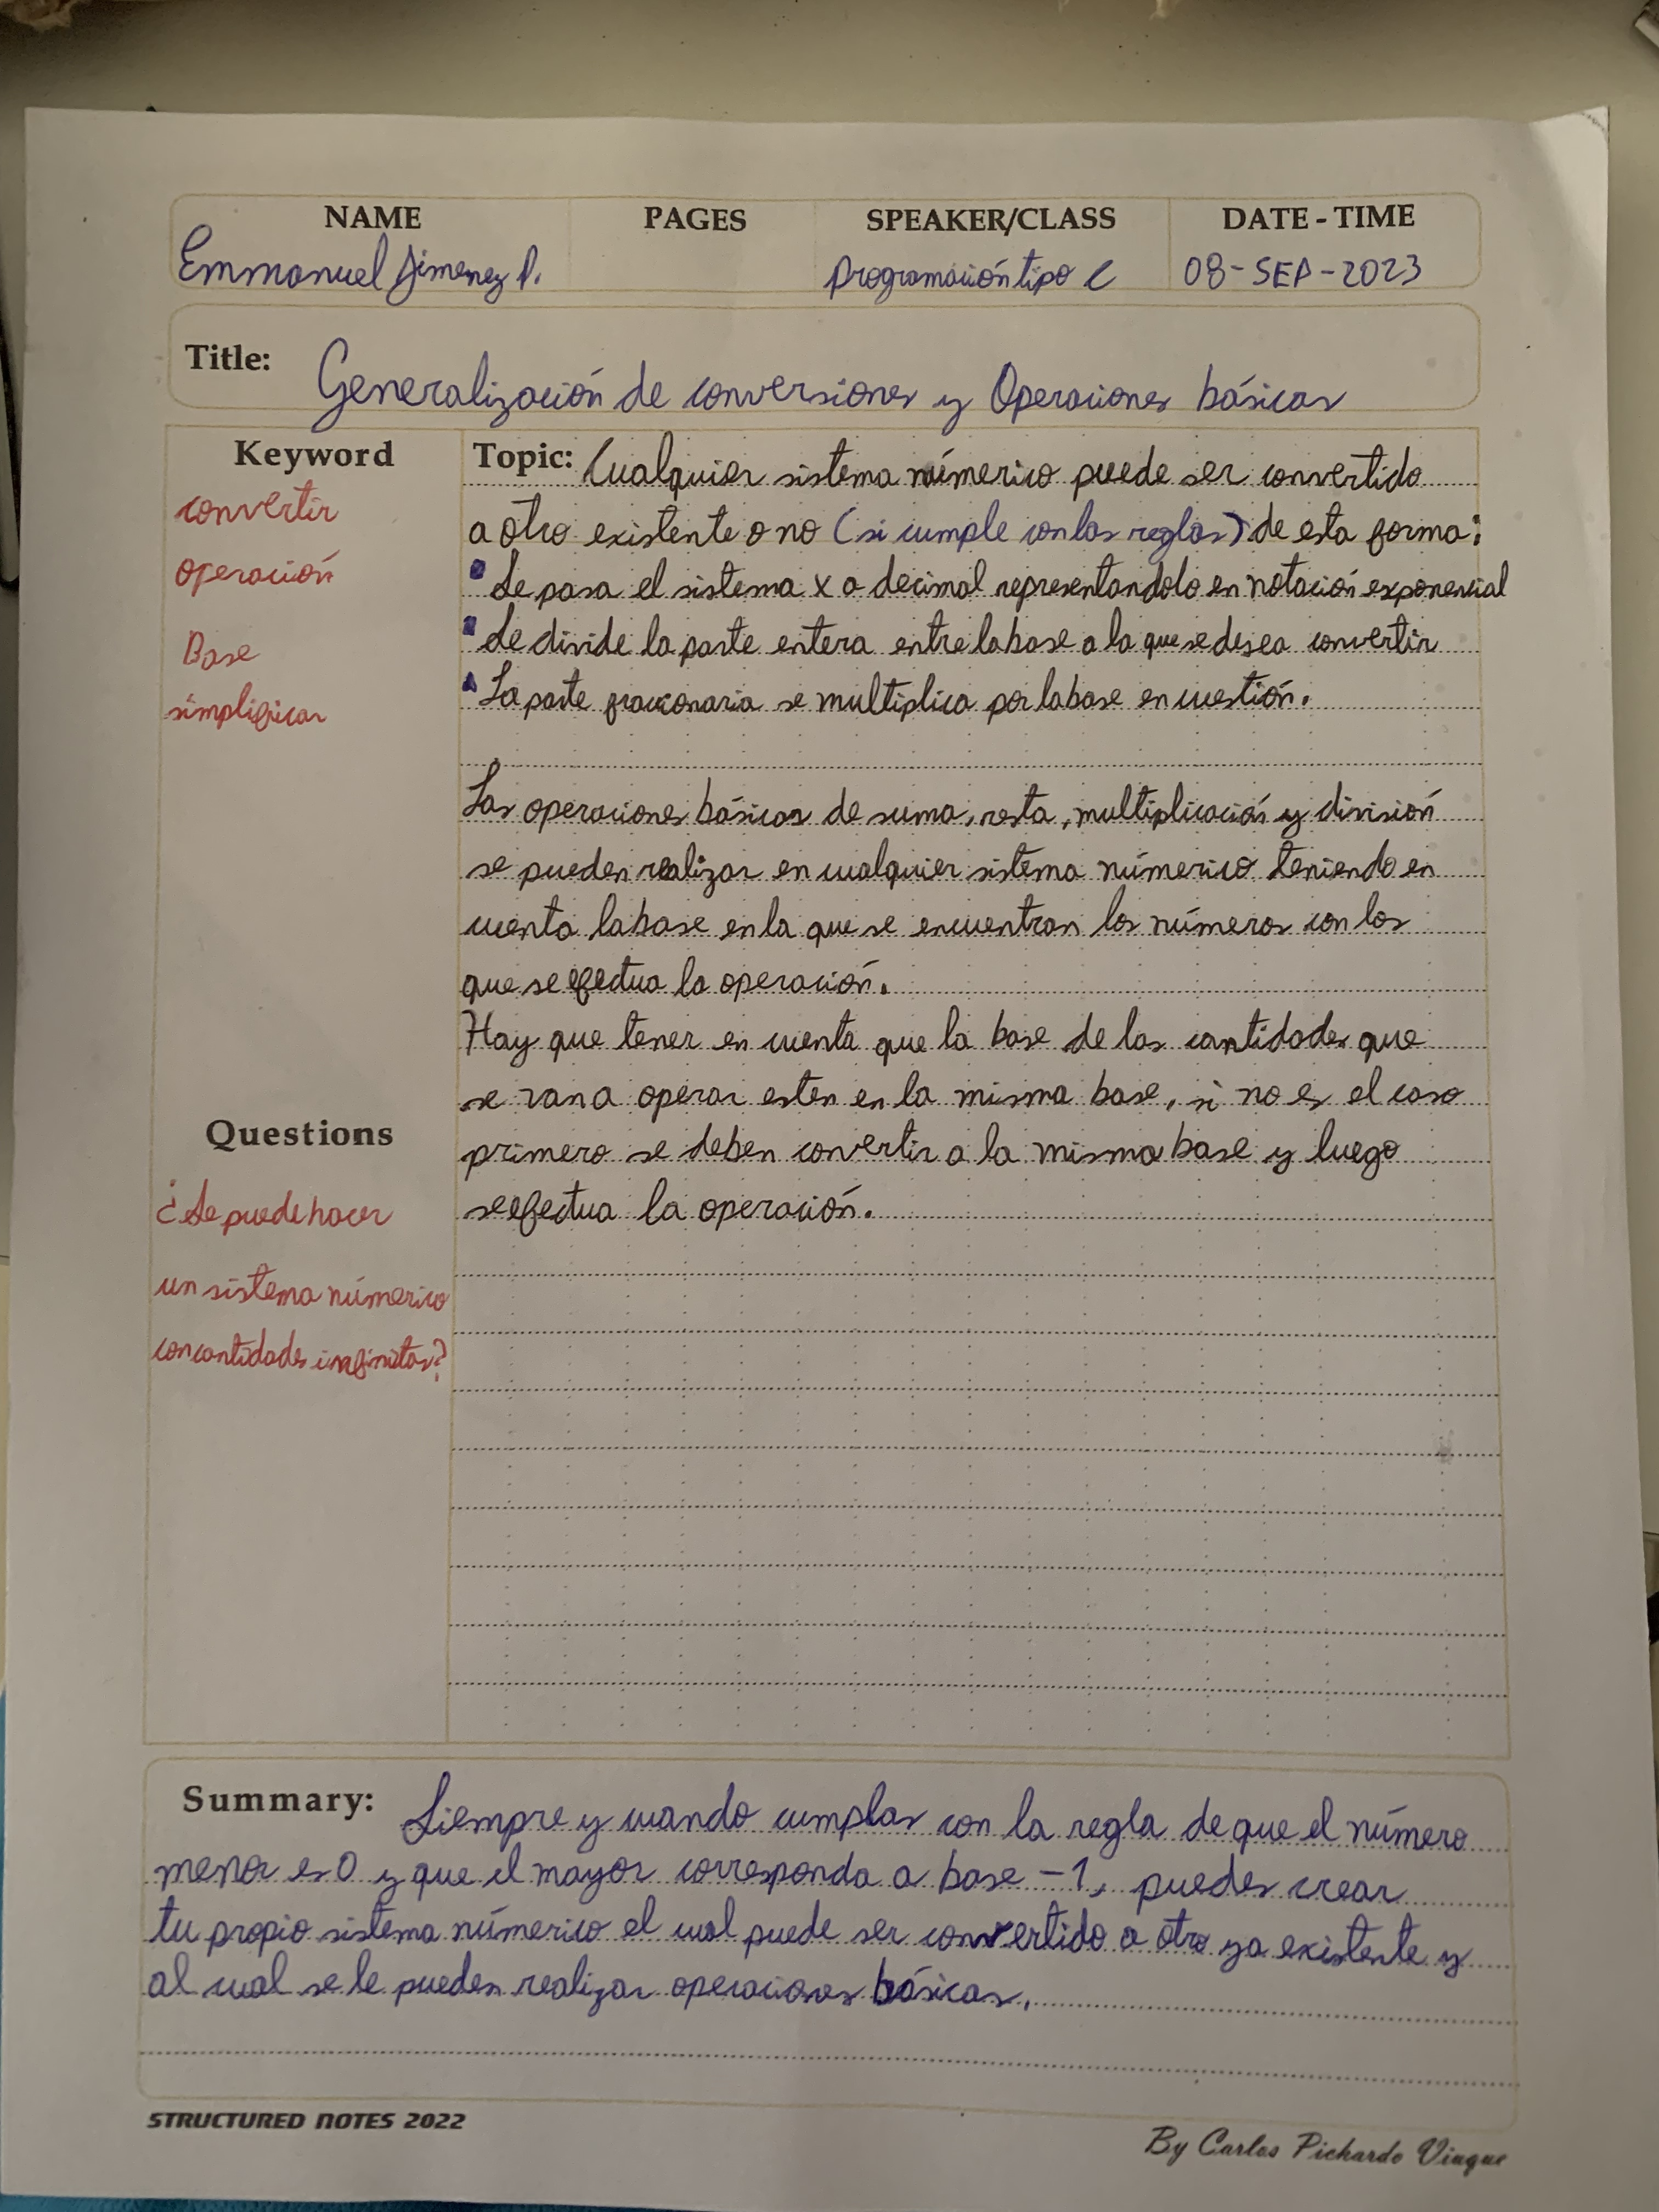 NAME PAGES SPEAKER/CLASS DATE - TIME
Emmanuel Jimenez P. Programación tipo C 08-SEP-2023
Title: Generalización de conversiones y Operaciones básicas
Keyword
convertir
operación
Base
simplificar
Topic: Cualquier sistema númerico puede ser convertido
a otro existente o no (si cumple con las reglas) de esta forma:
Se pasa el sistema x a decimal representandolo en notación exponencial
Se divide la parte entera entre la base a la que se desea convertir
La parte fraccionaria se multiplica por la base en cuestión.
Las operaciones básicas de suma, resta, multiplicación y división
se pueden realizar en cualquier sistema númerico teniendo en
cuenta la base en la que se encuentran los números con los
que se efectua la operación.
Hay que tener en cuenta que la base de las cantidades que
se van a operar esten en la misma base, si no es el caso
primero se deben convertir a la misma base y luego
se efectua la operación.
Questions
¿Se puede hacer
un sistema númerico
con cantidades infinitas?
Summary: Siempre y cuando cumplas con la regla de que el número
menor es 0 y que el mayor corresponda a base -1, puedes crear
tu propio sistema númerico el cual puede ser convertido a otro ya existente y
al cual se le pueden realizar operaciones básicas.
STRUCTURED NOTES 2022
By Carlos Pichardo Viuque